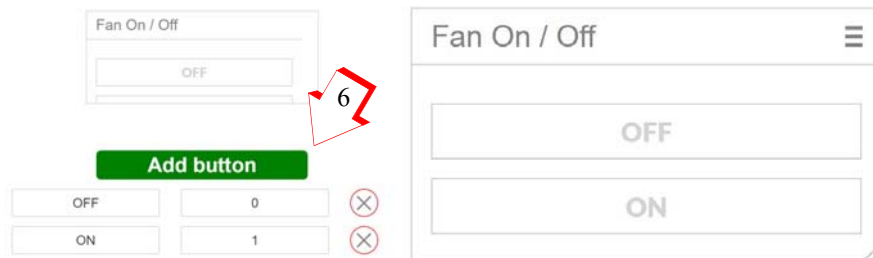 Fan On / Off
OFF
6
Add button
OFF 0
ON 1
Fan On / Off
OFF
ON